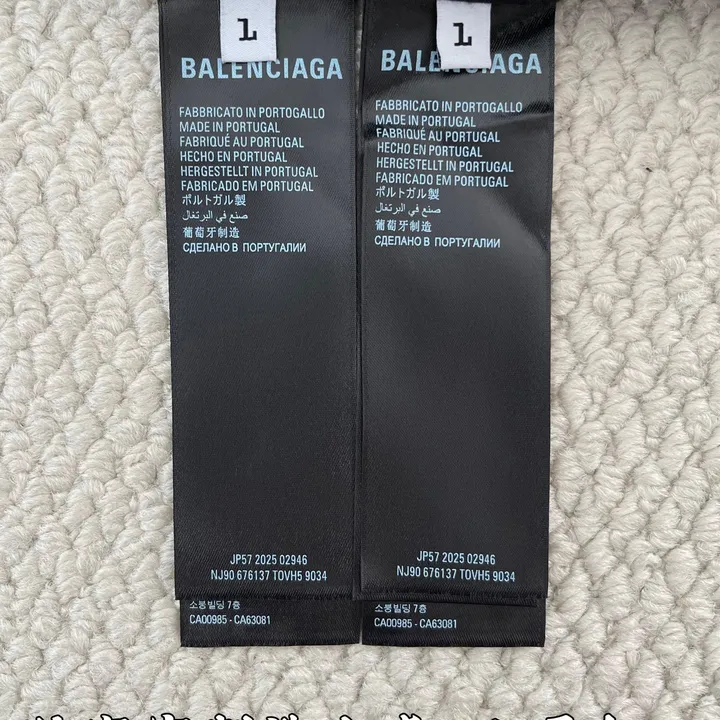 L
BALENCIAGA
FABBRICATO IN PORTOGALLO
MADE IN PORTUGAL
FABRIQUÉ AU PORTUGAL
HECHO EN PORTUGAL
HERGESTELLT IN PORTUGAL
FABRICADO EM PORTUGAL
ポルトガル製
صنع في البرتغال
葡萄牙制造
СДЕЛАНО В ПОРТУГАЛИИ
JP57 2025 02946
NJ90 676137 TOVH5 9034
소봉빌딩 7층
CA00985 - CA63081
L
BALENCIAGA
FABBRICATO IN PORTOGALLO
MADE IN PORTUGAL
FABRIQUÉ AU PORTUGAL
HECHO EN PORTUGAL
HERGESTELLT IN PORTUGAL
FABRICADO EM PORTUGAL
ポルトガル製
صنع في البرتغال
葡萄牙制造
СДЕЛАНО В ПОРТУГАЛИИ
JP57 2025 02946
NJ90 676137 TOVH5 9034
소봉빌딩 7층
CA00985 - CA63081